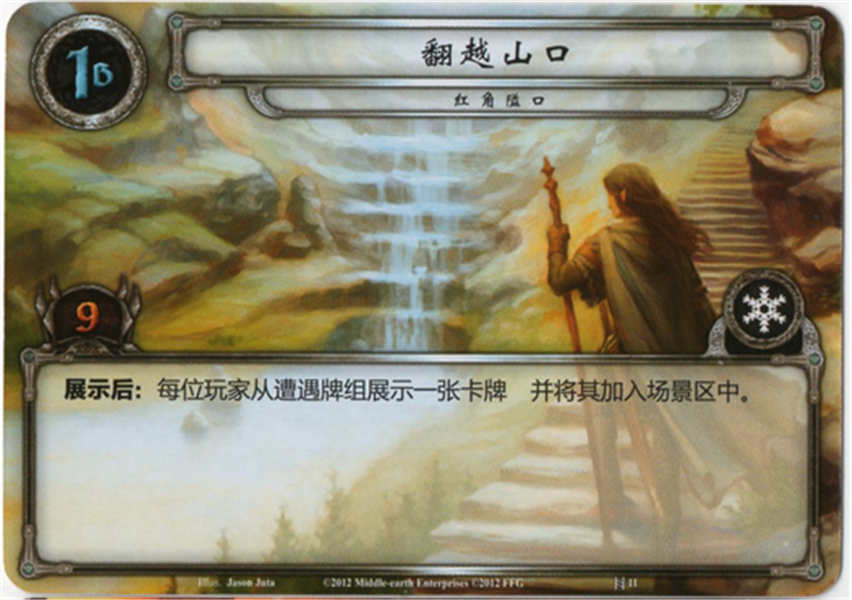 1B
翻越山口
红角隘口
9
展示后：每位玩家从遭遇牌组展示一张卡牌 并将其加入场景区中。
Illus. Jason Juta ©2012 Middle-earth Enterprises ©2012 FFG 11